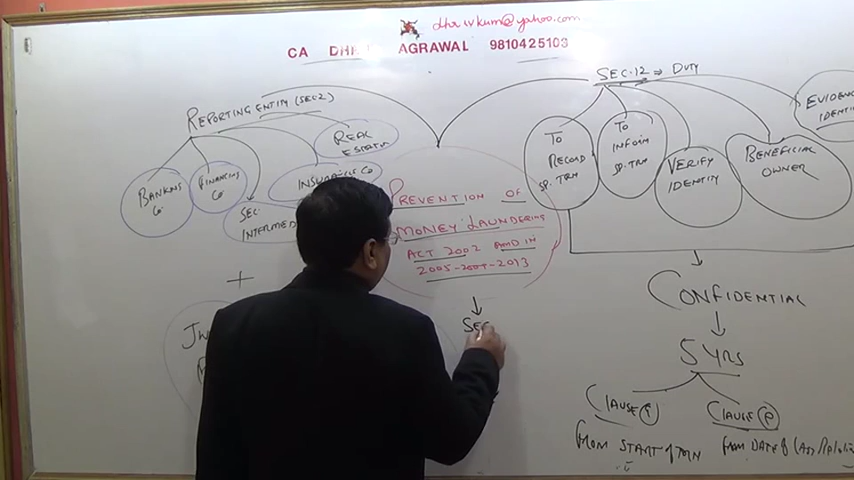 dhruvkum@yahoo.com
CA DHR AGRAWAL 9810425103
REPORTING ENTITY (SEC 2)
BANKING Co.
FINANCING Co
SEC. INTERMED
INSURANCE Co
REAL ESTATE
+
PREVENTION OF
MONEY LAUNDERING
ACT 2002 AMD IN
2005-2009-2013
↓
SEC
SEC.12 ⇒ DUTY
TO
RECORD
SP. TRN
TO
INFORM
SP. TRN
VERIFY
IDENTITY
BENEFICIAL
OWNER
EVIDENC
IDENTI
↓
CONFIDENTIAL
↓
5 YRS
CLAUSE
CLAUSE
FROM START of TRN
FROM DATE of